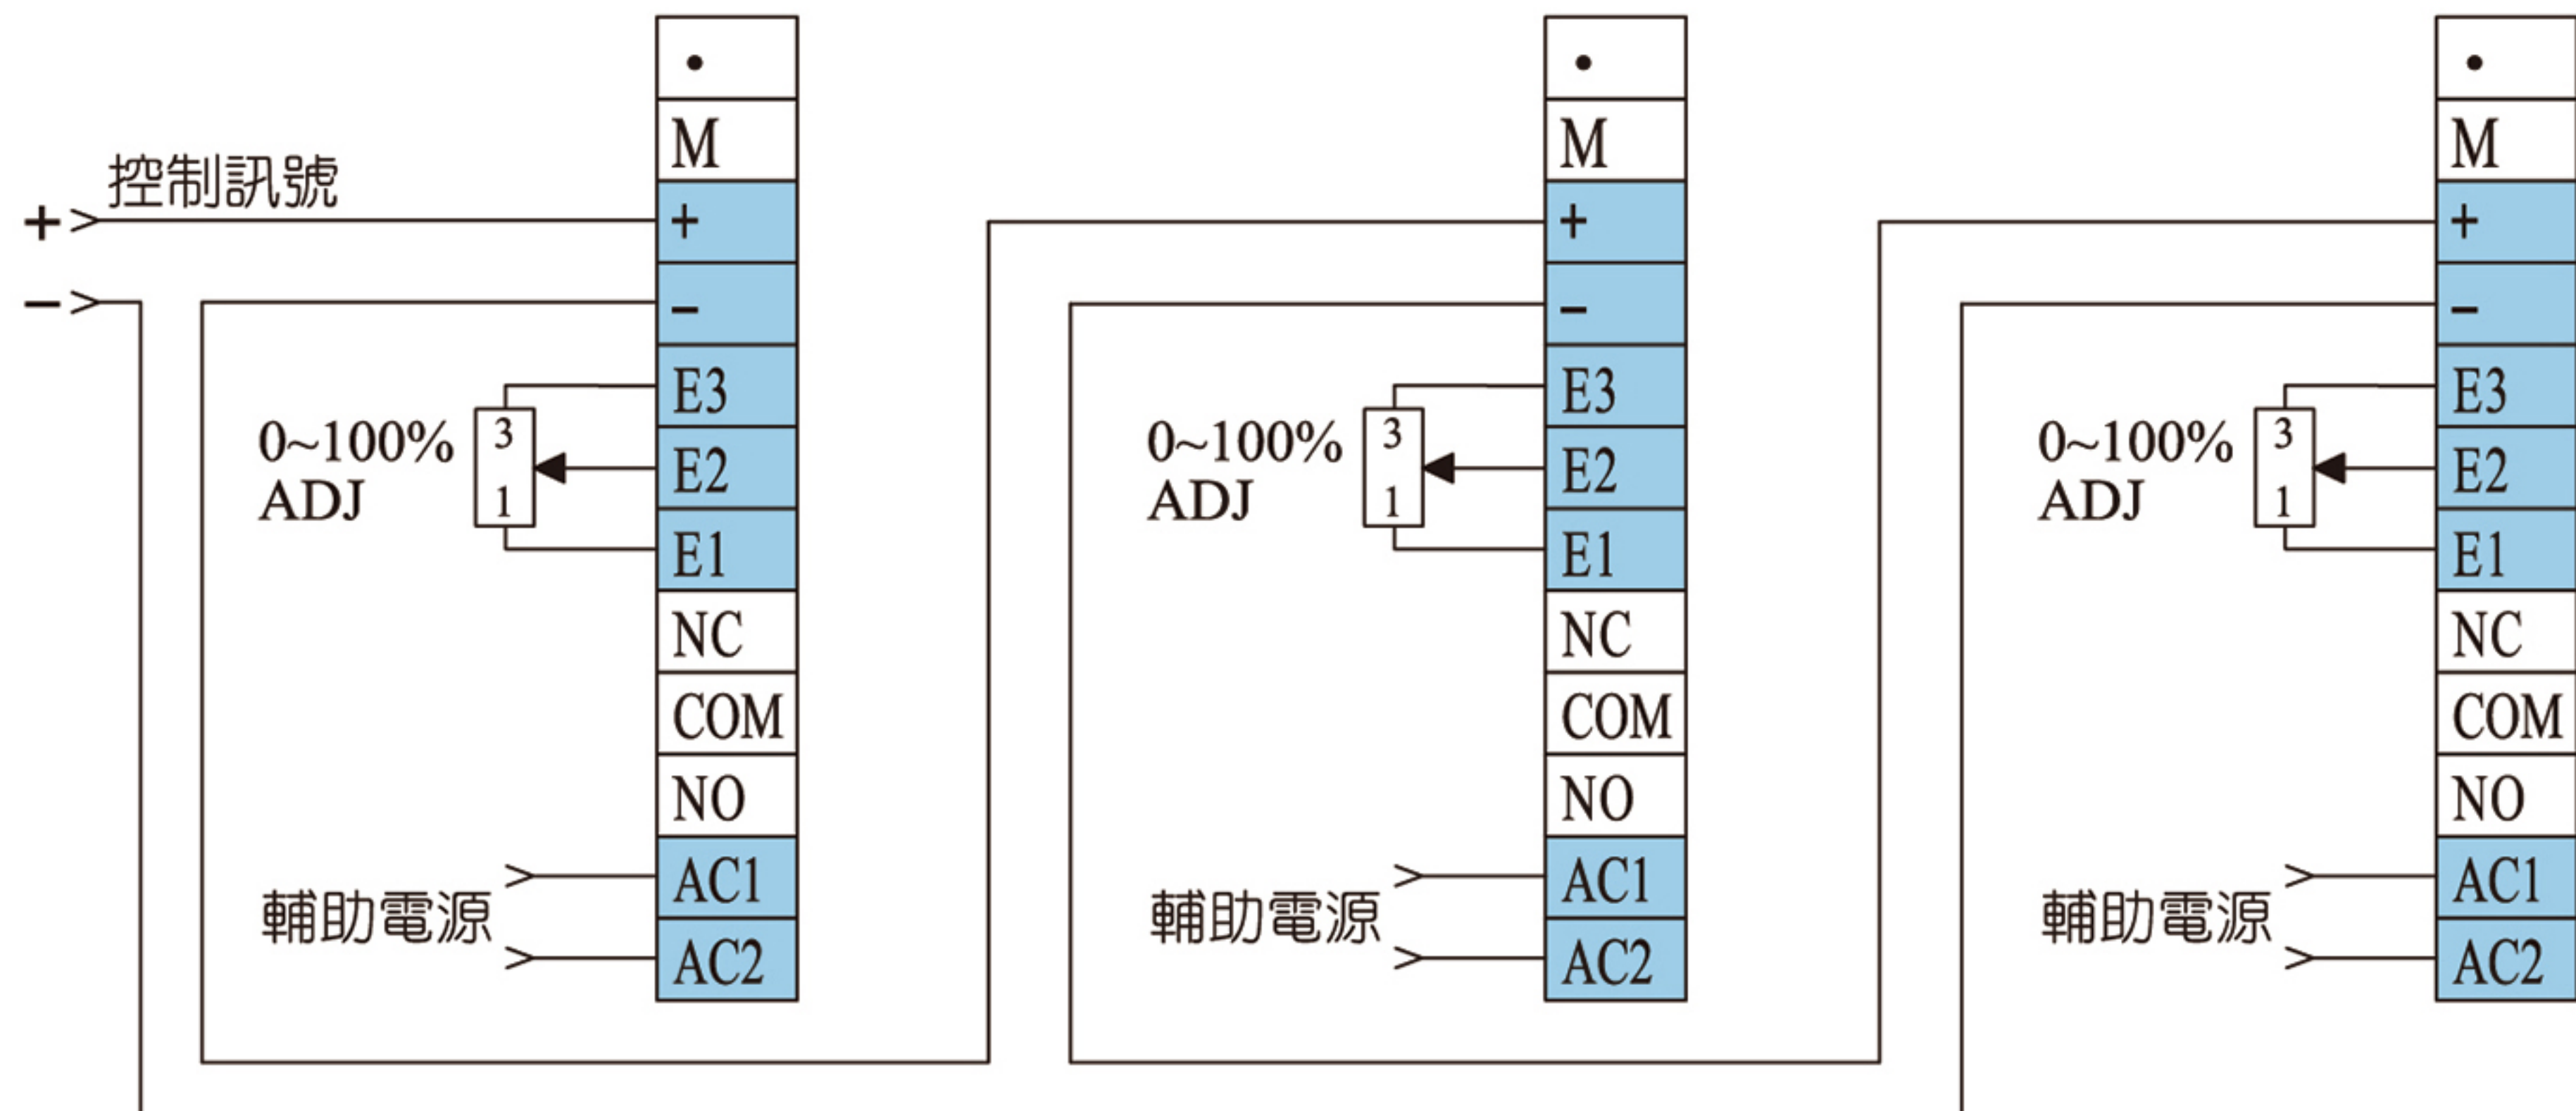 控制訊號
+
−
•
M
+
−
E3
E2
E1
NC
COM
NO
AC1
AC2
0~100%
ADJ
3
1
輔助電源
•
M
+
−
E3
E2
E1
NC
COM
NO
AC1
AC2
0~100%
ADJ
3
1
輔助電源
•
M
+
−
E3
E2
E1
NC
COM
NO
AC1
AC2
0~100%
ADJ
3
1
輔助電源